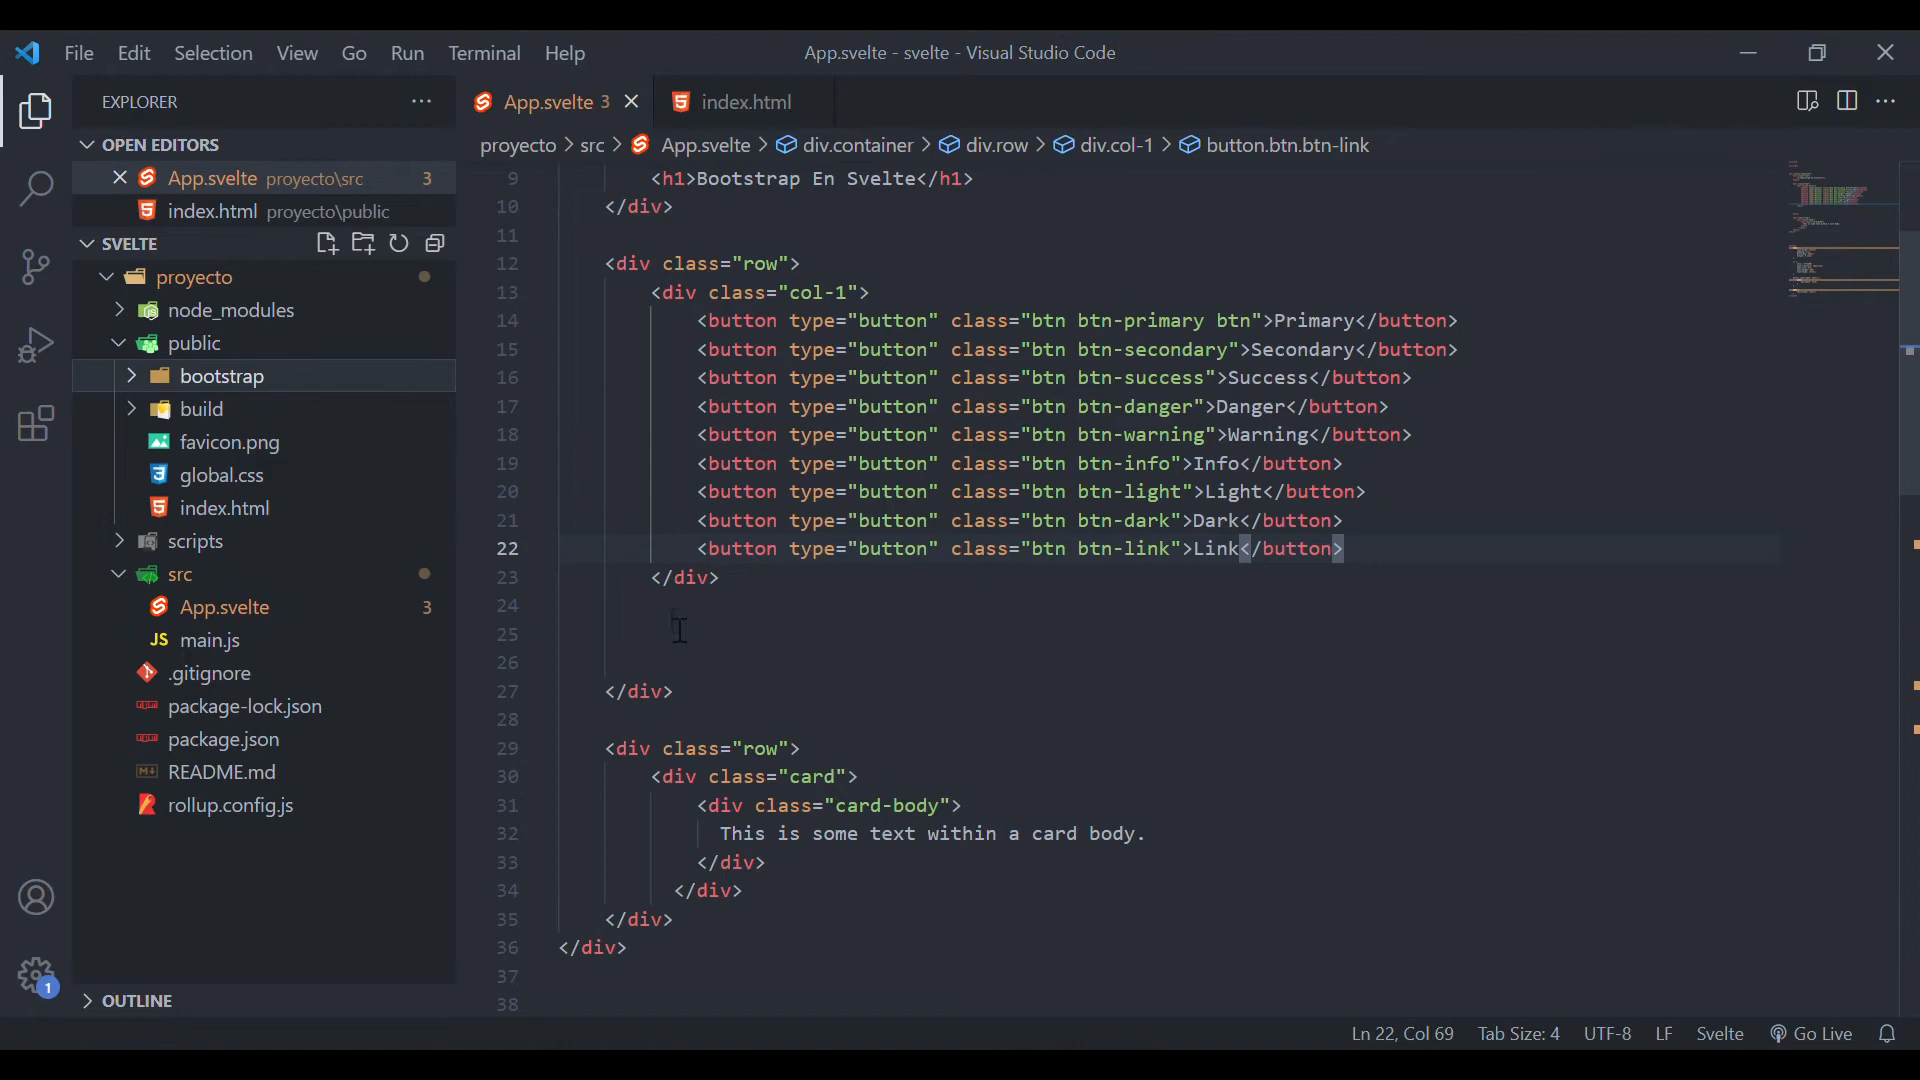 File Edit Selection View Go Run Terminal Help
App.svelte - svelte - Visual Studio Code
EXPLORER
OPEN EDITORS
App.svelte proyecto\src 3
index.html proyecto\public
SVELTE
proyecto
node_modules
public
bootstrap
build
favicon.png
global.css
index.html
scripts
src
App.svelte 3
JS main.js
.gitignore
package-lock.json
package.json
README.md
rollup.config.js
OUTLINE
1
App.svelte 3
index.html
proyecto > src > App.svelte > div.container > div.row > div.col-1 > button.btn.btn-link
9 <h1>Bootstrap En Svelte</h1>
10 </div>
11
12 <div class="row">
13 <div class="col-1">
14 <button type="button" class="btn btn-primary btn">Primary</button>
15 <button type="button" class="btn btn-secondary">Secondary</button>
16 <button type="button" class="btn btn-success">Success</button>
17 <button type="button" class="btn btn-danger">Danger</button>
18 <button type="button" class="btn btn-warning">Warning</button>
19 <button type="button" class="btn btn-info">Info</button>
20 <button type="button" class="btn btn-light">Light</button>
21 <button type="button" class="btn btn-dark">Dark</button>
22 <button type="button" class="btn btn-link">Link</button>
23 </div>
24
25
26
27 </div>
28
29 <div class="row">
30 <div class="card">
31 <div class="card-body">
32 This is some text within a card body.
33 </div>
34 </div>
35 </div>
36 </div>
37
38
Ln 22, Col 69 Tab Size: 4 UTF-8 LF Svelte Go Live